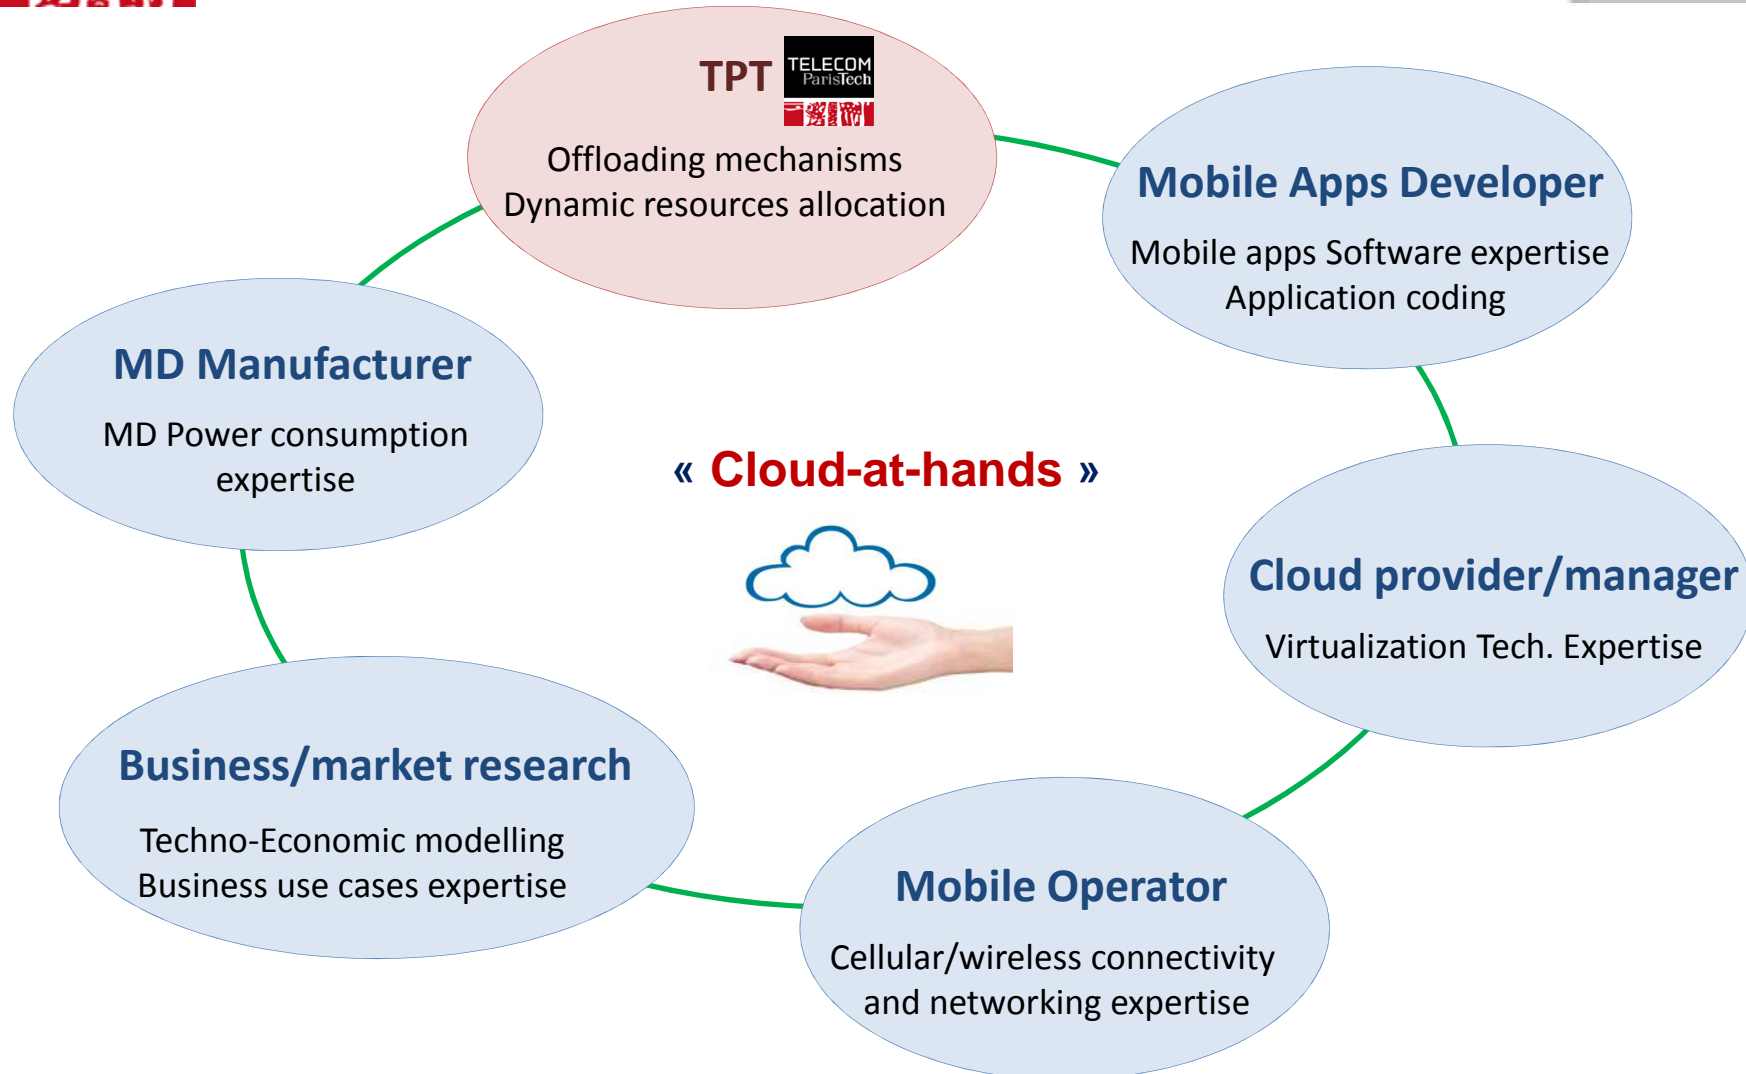 TPT
TELECOM
ParisTech
Offloading mechanisms
Dynamic resources allocation
Mobile Apps Developer
Mobile apps Software expertise
Application coding
MD Manufacturer
MD Power consumption
expertise
« Cloud-at-hands »
Cloud provider/manager
Virtualization Tech. Expertise
Business/market research
Techno-Economic modelling
Business use cases expertise
Mobile Operator
Cellular/wireless connectivity
and networking expertise